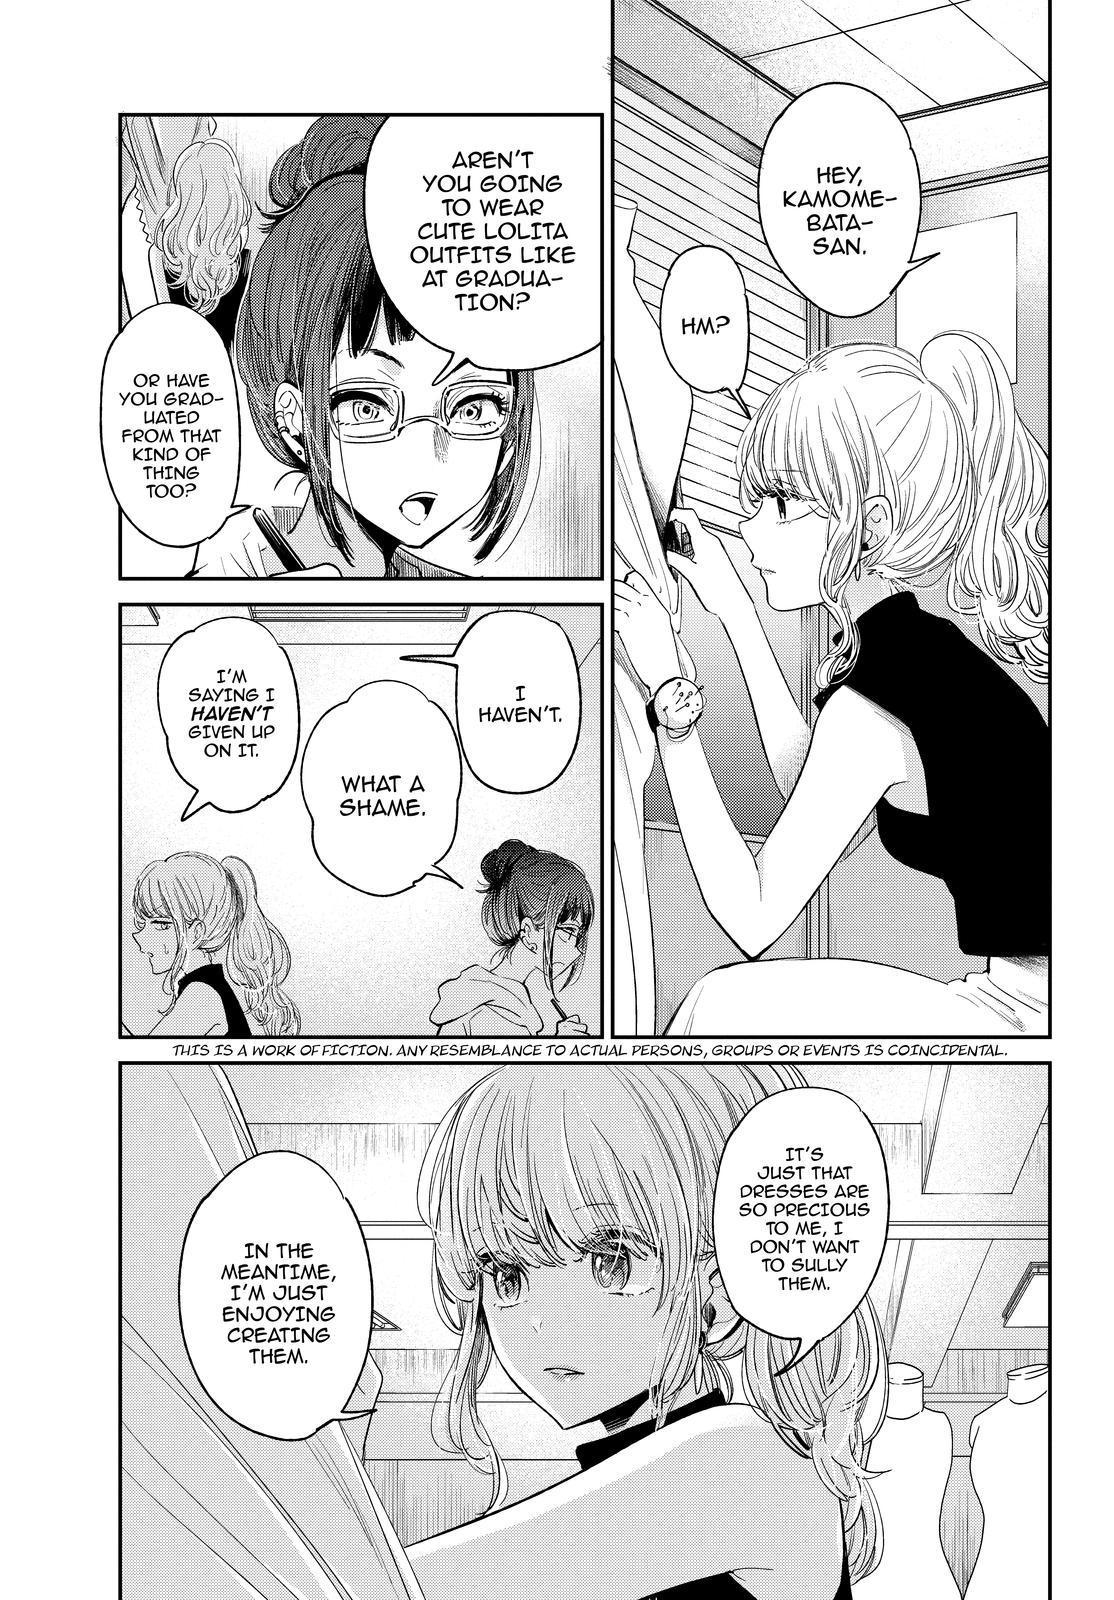 HEY,
KAMOME-
BATA-
SAN.
HM?
AREN'T
YOU GOING
TO WEAR
CUTE LOLITA
OUTFITS LIKE
AT GRADUA-
TION?
OR HAVE
YOU GRAD-
UATED
FROM THAT
KIND OF
THING
TOO?
I
HAVEN'T.
WHAT A
SHAME.
I'M
SAYING I
HAVEN'T
GIVEN UP
ON IT.
THIS IS A WORK OF FICTION. ANY RESEMBLANCE TO ACTUAL PERSONS, GROUPS OR EVENTS IS COINCIDENTAL.
IT'S
JUST THAT
DRESSES ARE
SO PRECIOUS
TO ME, I
DON'T WANT
TO SULLY
THEM.
IN THE
MEANTIME,
I'M JUST
ENJOYING
CREATING
THEM.